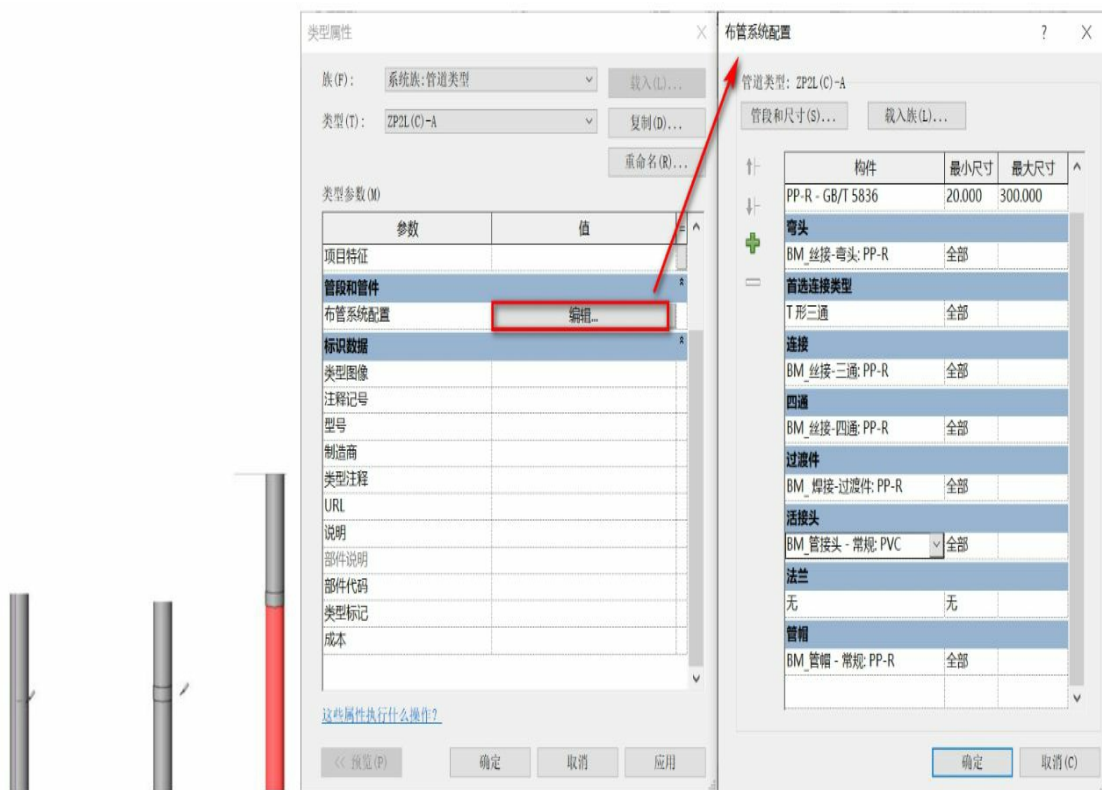 类型属性
族(F): 系统族:管道类型 载入(L)...
类型(T): ZP2L(C)-A 复制(D)...
重命名(R)...
类型参数(M)
参数 值 =
项目特征
管段和管件
布管系统配置 编辑...
标识数据
类型图像
注释记号
型号
制造商
类型注释
URL
说明
部件说明
部件代码
类型标记
成本
这些属性执行什么操作?
<< 预览(P) 确定 取消 应用
布管系统配置 ?
管道类型: ZP2L(C)-A
管段和尺寸(S)... 载入族(L)...
构件 最小尺寸 最大尺寸
PP-R - GB/T 5836 20.000 300.000
弯头
BM_丝接-弯头: PP-R 全部
首选连接类型
T 形三通 全部
连接
BM_丝接-三通: PP-R 全部
四通
BM_丝接-四通: PP-R 全部
过渡件
BM_ 焊接-过渡件: PP-R 全部
活接头
BM_管接头 - 常规: PVC 全部
法兰
无 无
管帽
BM_管帽 - 常规: PP-R 全部
确定 取消(C)